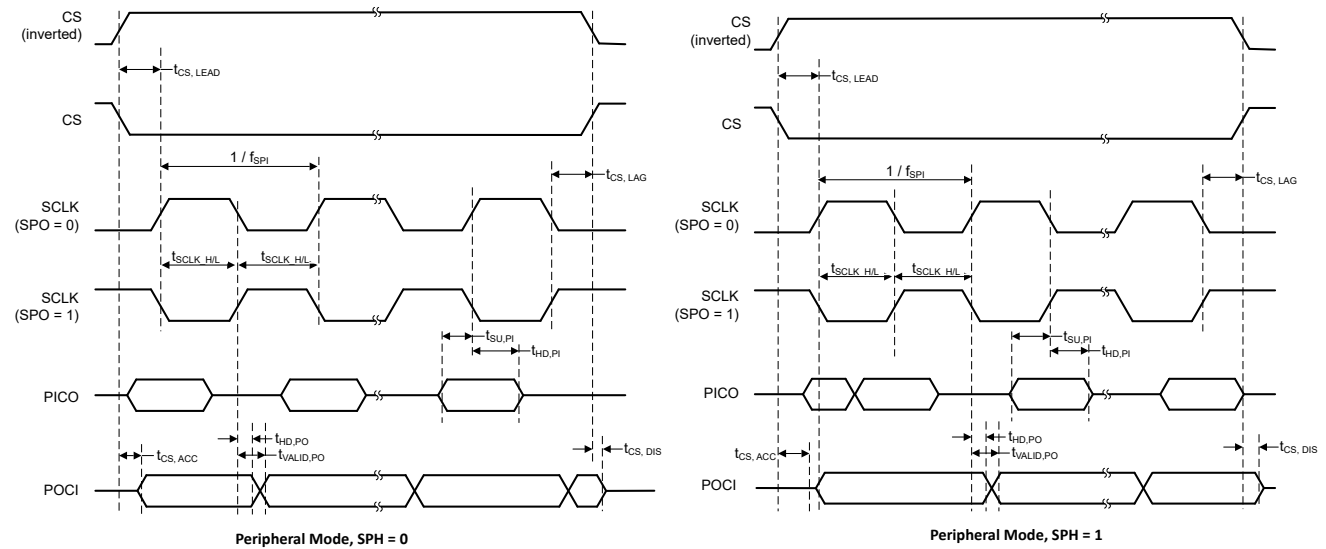 CS
(inverted)
tCS, LEAD
CS
1 / fSPI
tCS, LAG
SCLK
(SPO = 0)
tSCLK_H/L
tSCLK_H/L
SCLK
(SPO = 1)
tSU,PI
tHD,PI
PICO
tHD,PO
tVALID,PO
tCS, ACC
tCS, DIS
POCI
Peripheral Mode, SPH = 0
CS
(inverted)
tCS, LEAD
CS
1 / fSPI
tCS, LAG
SCLK
(SPO = 0)
tSCLK_H/L
tSCLK_H/L
SCLK
(SPO = 1)
tSU,PI
tHD,PI
PICO
tHD,PO
tVALID,PO
tCS, ACC
tCS, DIS
POCI
Peripheral Mode, SPH = 1